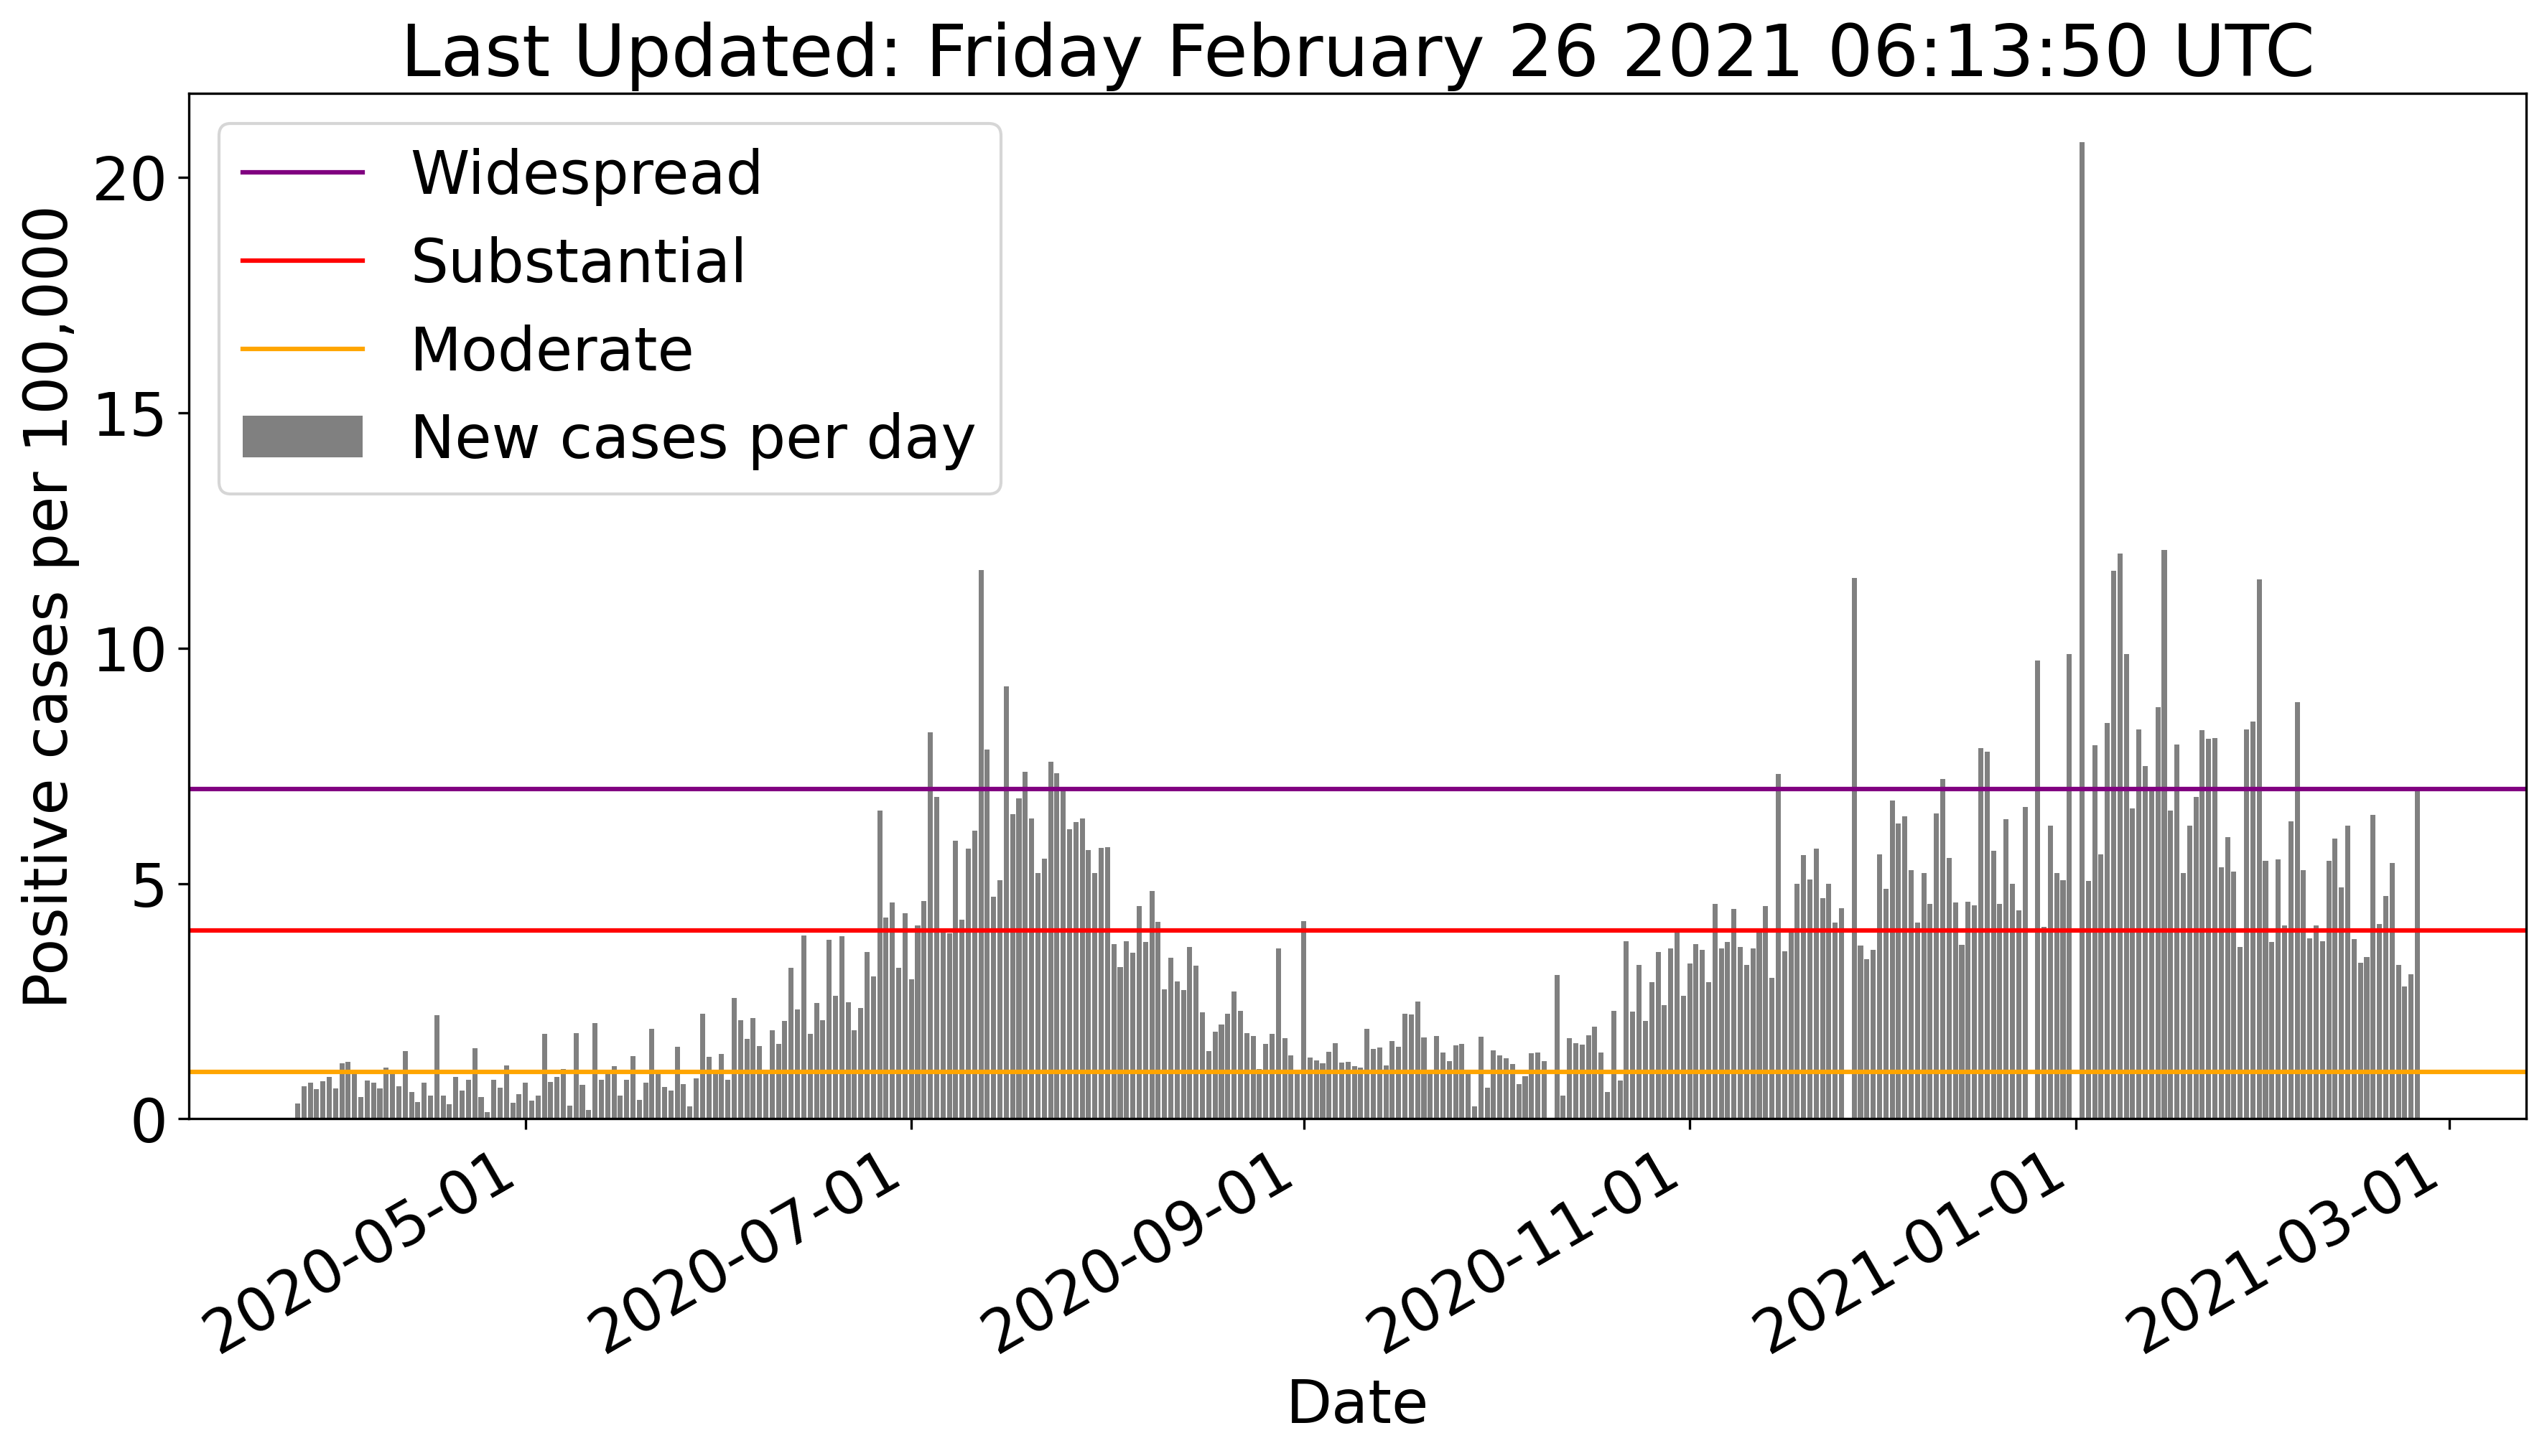 Last Updated: Friday February 26 2021 06:13:50 UTC
Widespread
Substantial
Moderate
New cases per day
Positive cases per 100,000
20
15
10
5
0
2020-05-01
2020-07-01
2020-09-01
2020-11-01
2021-01-01
2021-03-01
Date